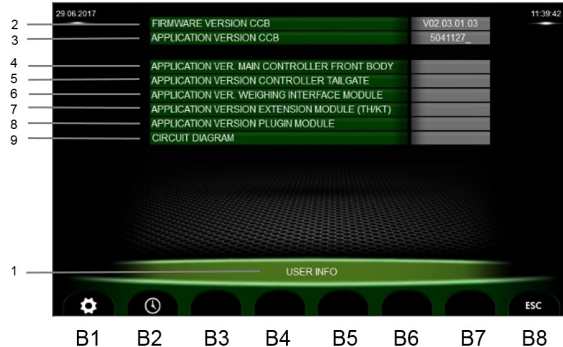 29.06.2017 11:39:42
2 FIRMWARE VERSION CCB V02.03.01.03
3 APPLICATION VERSION CCB 5041127_
4 APPLICATION VER. MAIN CONTROLLER FRONT BODY
5 APPLICATION VERSION CONTROLLER TAILGATE
6 APPLICATION VER. WEIGHING INTERFACE MODULE
7 APPLICATION VERSION EXTENSION MODULE (TH/KT)
8 APPLICATION VERSION PLUGIN MODULE
9 CIRCUIT DIAGRAM
1 USER INFO
ESC
B1 B2 B3 B4 B5 B6 B7 B8